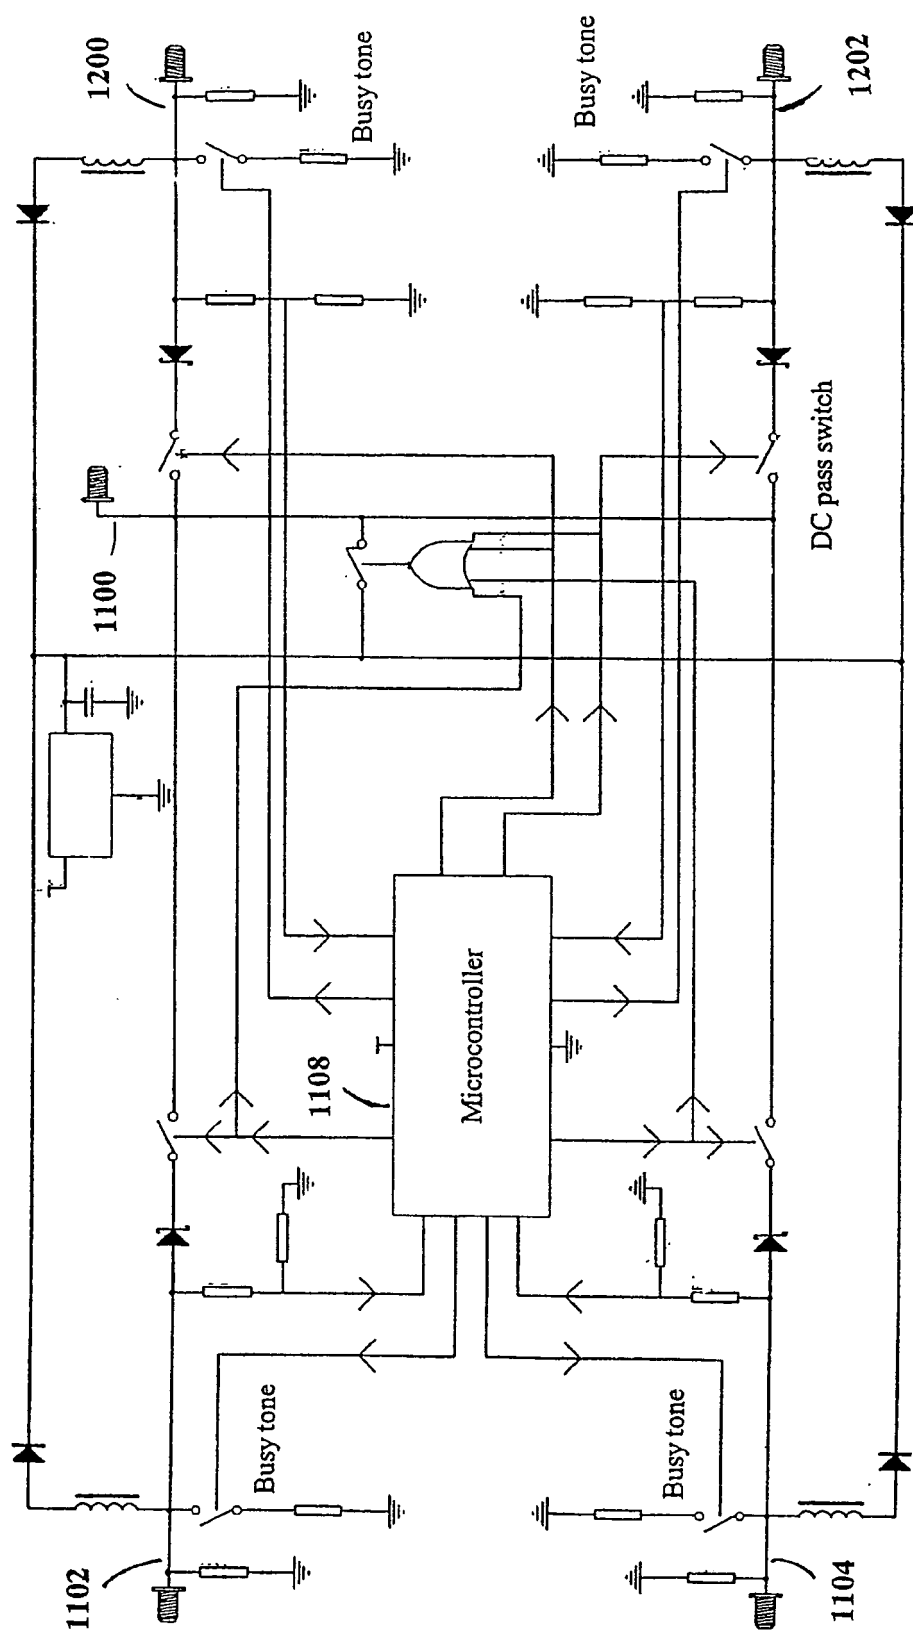 1102
1100
1200
Busy tone
Busy tone
1108
Microcontroller
Busy tone
Busy tone
1104
DC pass switch
1202